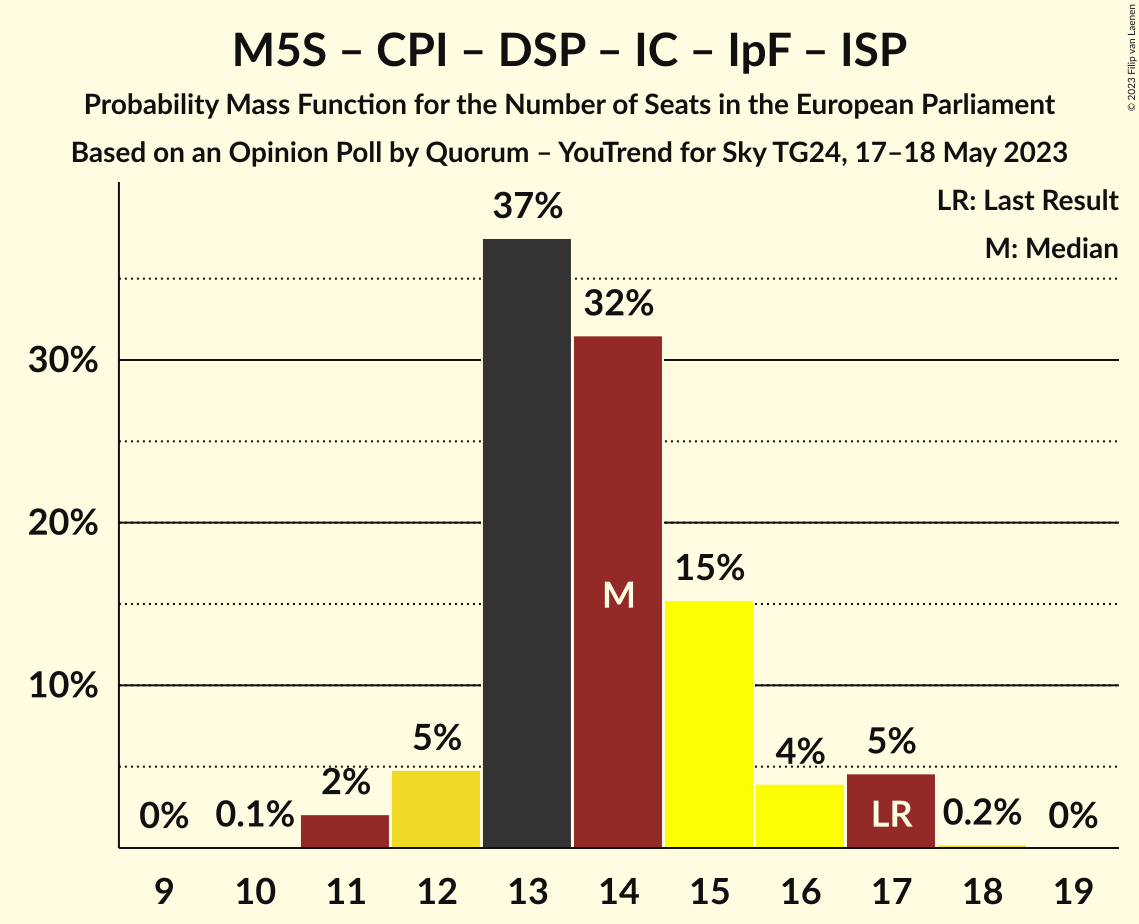 M5S – CPI – DSP – IC – IpF – ISP
Probability Mass Function for the Number of Seats in the European Parliament
Based on an Opinion Poll by Quorum – YouTrend for Sky TG24, 17–18 May 2023
© 2023 Filip van Laenen
LR: Last Result
M: Median
37%
32%
30%
20%
15%
M
10%
5%
5%
4%
2%
0%
0.1%
LR
0.2%
0%
9 10 11 12 13 14 15 16 17 18 19